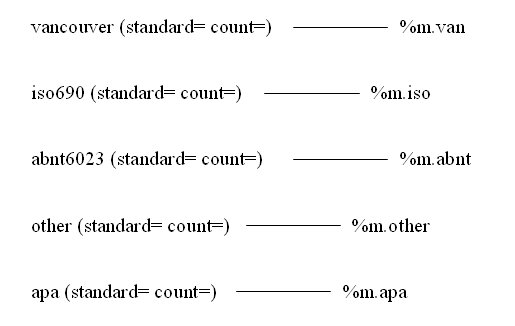 vancouver (standard= count=) %m.van
iso690 (standard= count=) %m.iso
abnt6023 (standard= count=) %m.abnt
other (standard= count=) %m.other
apa (standard= count=) %m.apa